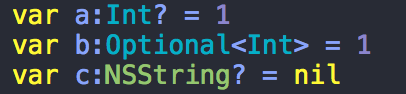 var a:Int? = 1
var b:Optional<Int> = 1
var c:NSString? = nil